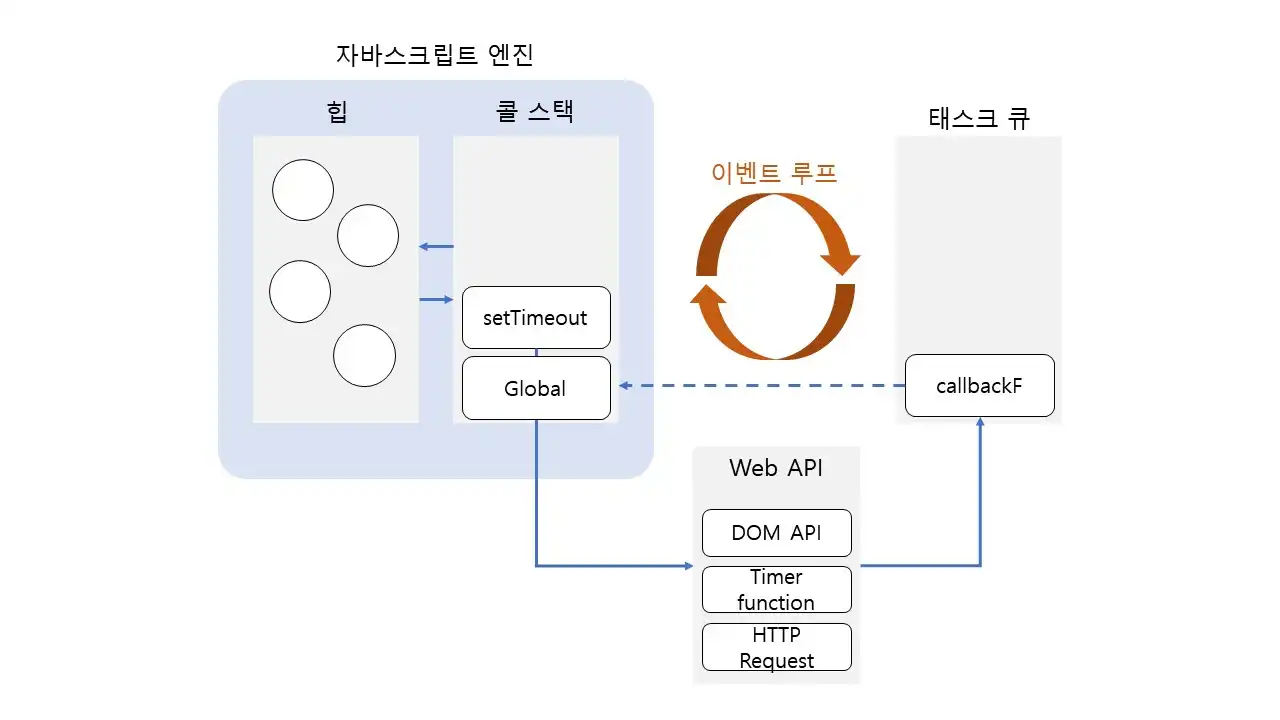 자바스크립트 엔진
힙
콜 스택
태스크 큐
이벤트 루프
setTimeout
Global
callbackF
Web API
DOM API
Timer
function
HTTP
Request